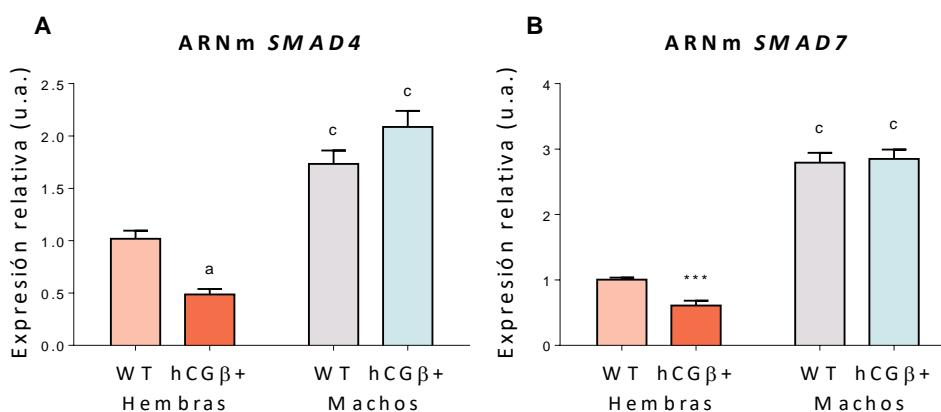 A
ARNm SMAD4
Expresión relativa (u.a.)
2.5
2.0
1.5
1.0
0.5
0.0
a
c
c
WT hCGβ+ WT hCGβ+
Hembras Machos
B
ARNm SMAD7
Expresión relativa (u.a.)
4
3
2
1
0
***
c
c
WT hCGβ+ WT hCGβ+
Hembras Machos